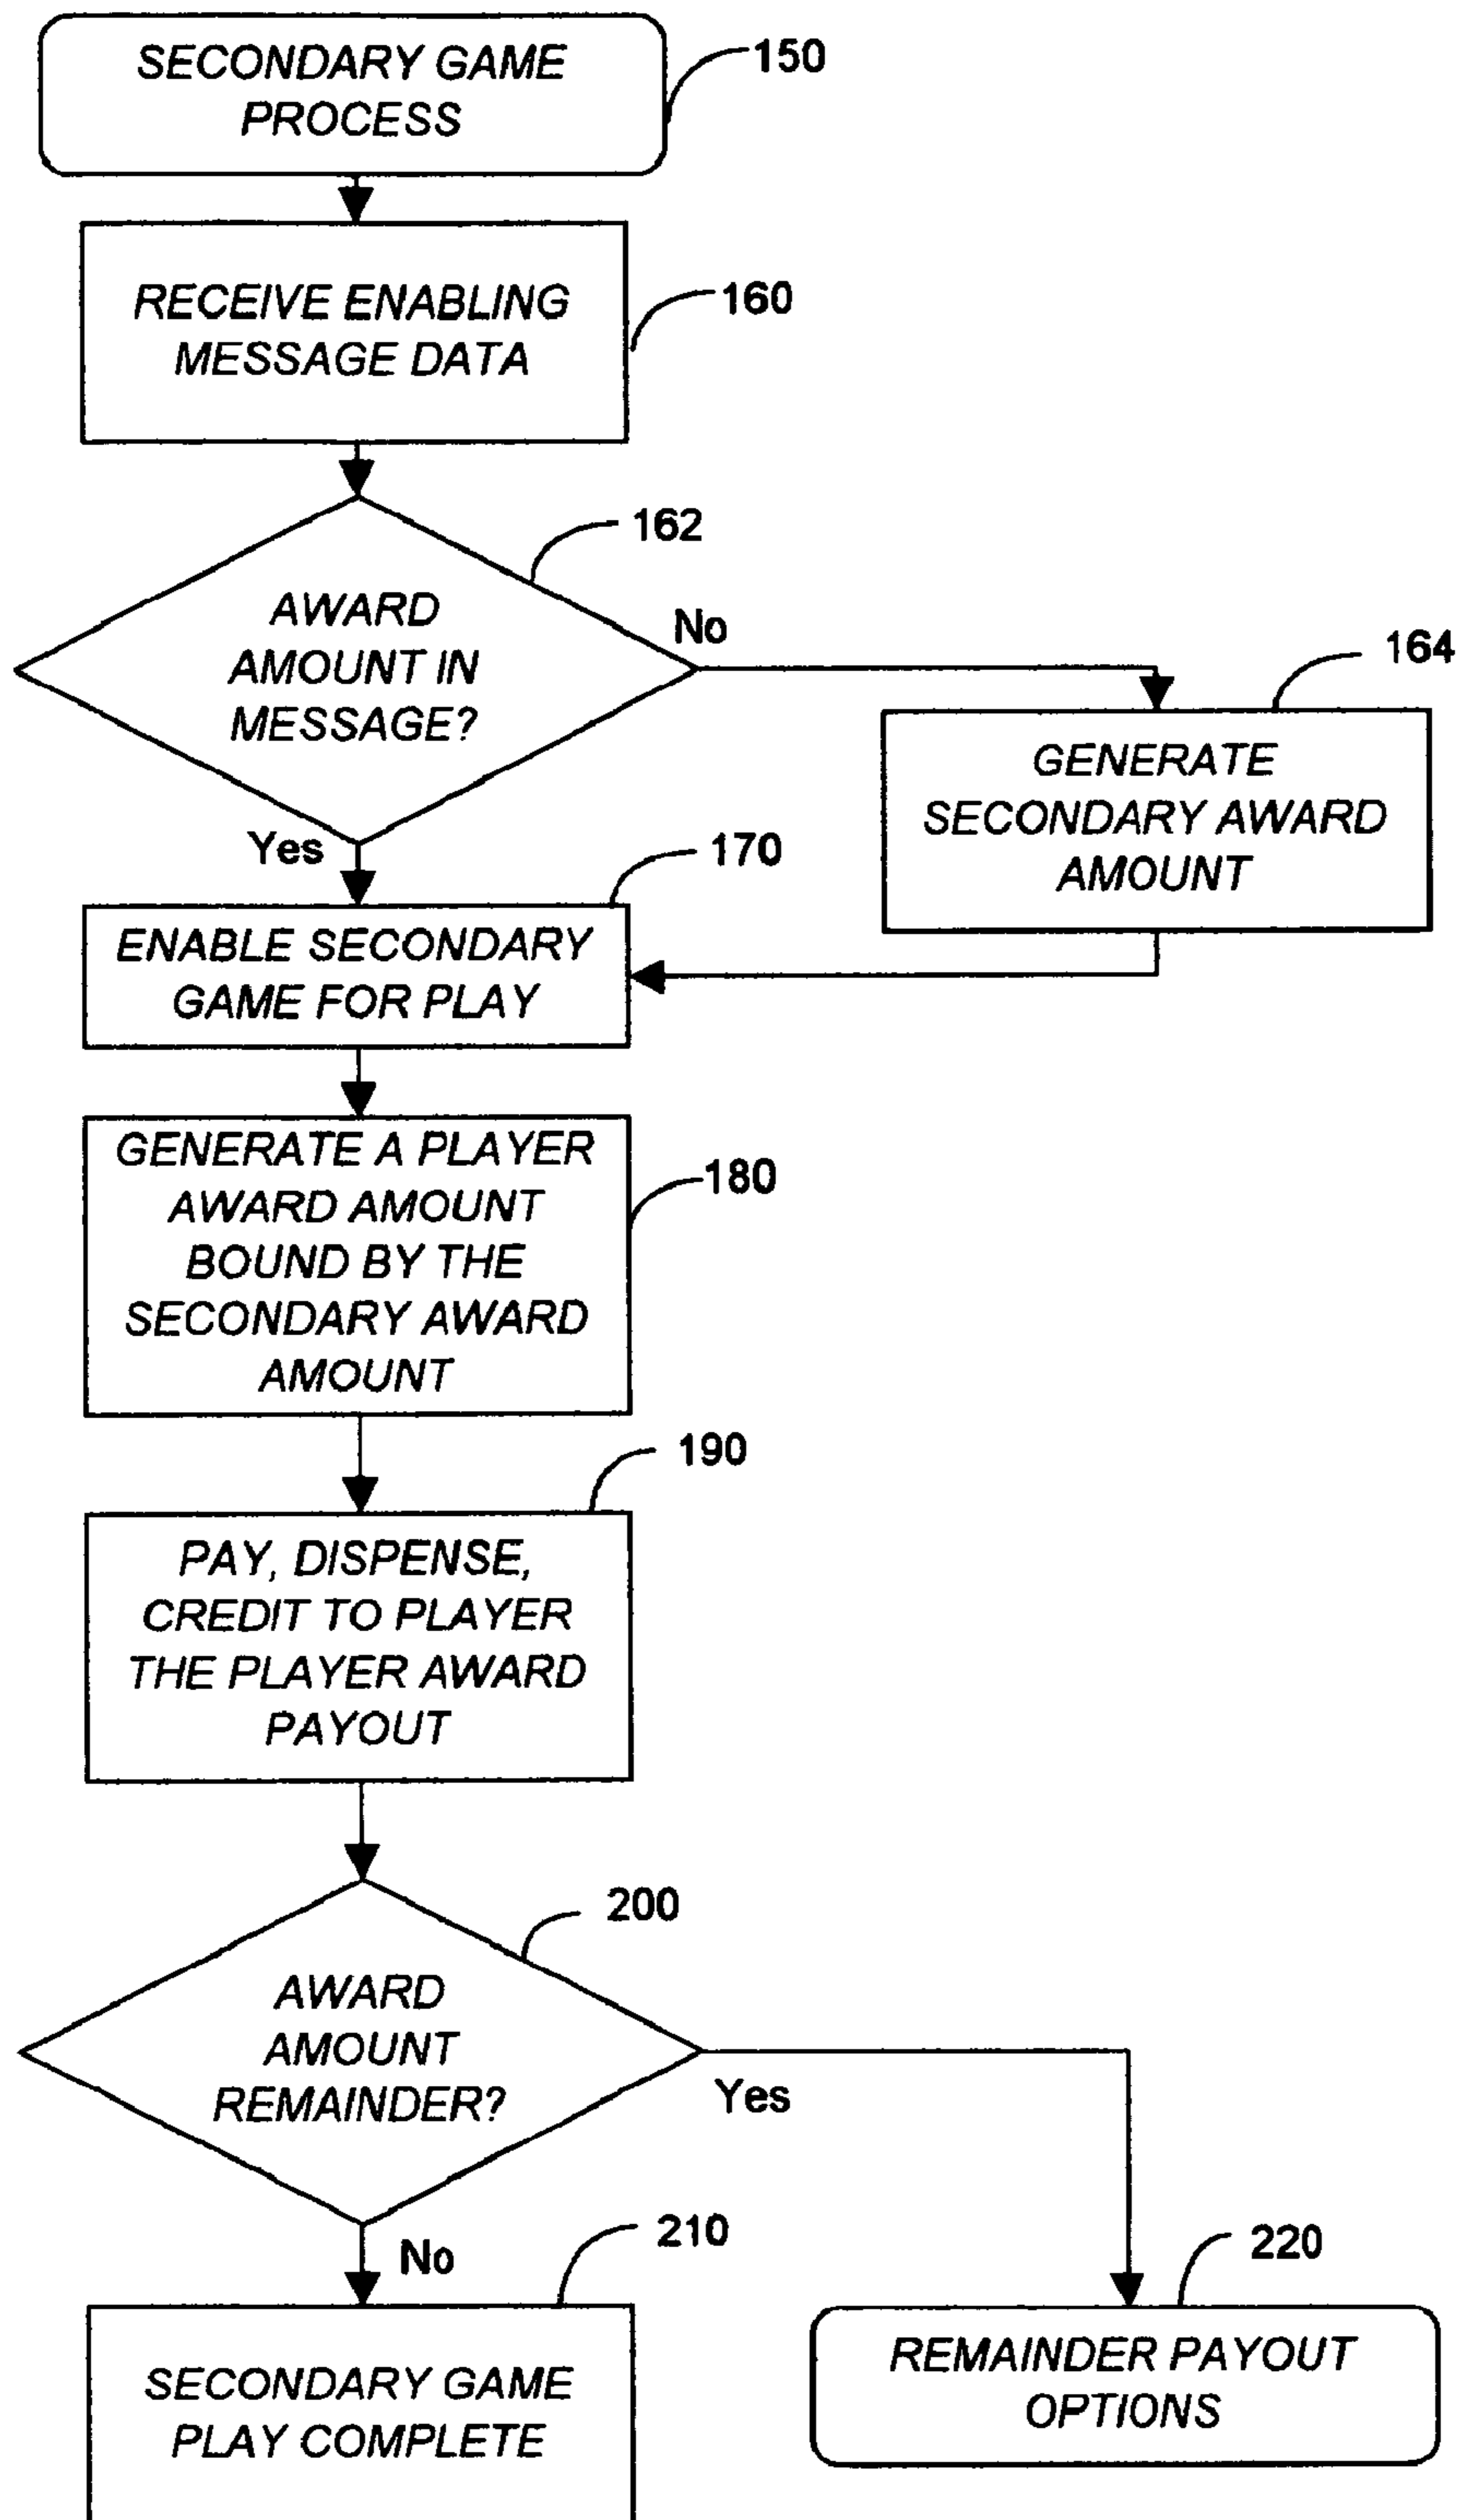 SECONDARY GAME
PROCESS
150
RECEIVE ENABLING
MESSAGE DATA
160
162
AWARD
AMOUNT IN
MESSAGE?
No
164
GENERATE
SECONDARY AWARD
AMOUNT
Yes
170
ENABLE SECONDARY
GAME FOR PLAY
GENERATE A PLAYER
AWARD AMOUNT
BOUND BY THE
SECONDARY AWARD
AMOUNT
180
190
PAY, DISPENSE,
CREDIT TO PLAYER
THE PLAYER AWARD
PAYOUT
200
AWARD
AMOUNT
REMAINDER?
Yes
No
210
220
SECONDARY GAME
PLAY COMPLETE
REMAINDER PAYOUT
OPTIONS